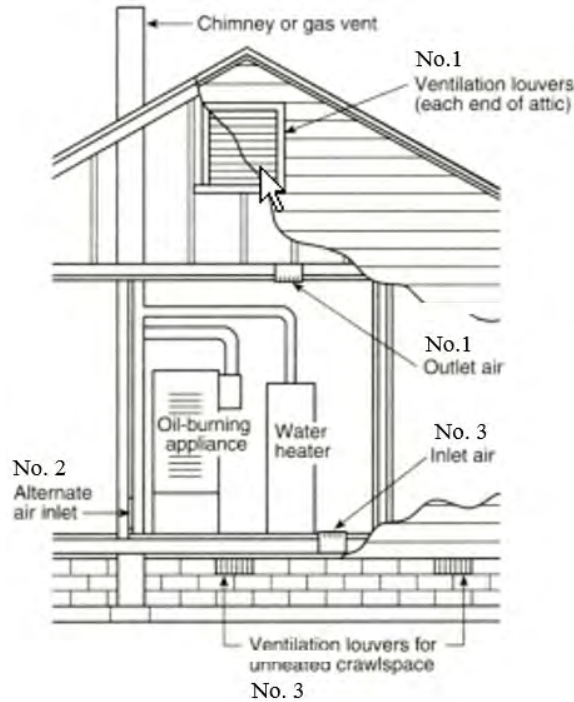 Chimney or gas vent
No.1
Ventilation louvers
(each end of attic)
No.1
Outlet air
Oil-burning
appliance
Water
heater
No. 3
Inlet air
No. 2
Alternate
air inlet
Ventilation louvers for
unheated crawlspace
No. 3